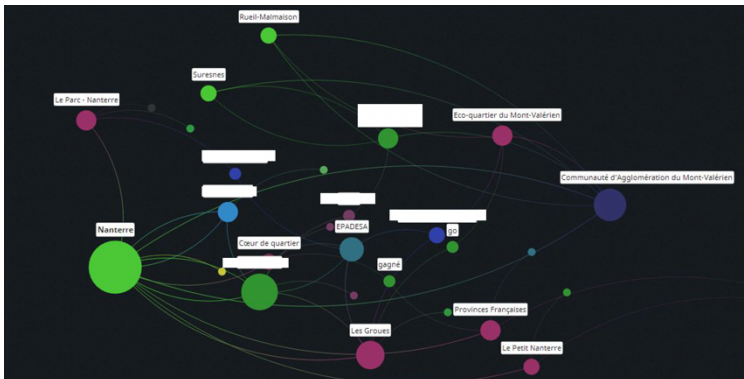 Rueil-Malmaison
Suresnes
Le Parc - Nanterre
Eco-quartier du Mont-Valérien
Communauté d'Agglomération du Mont-Valérien
Nanterre
EPADESA
go
Cœur de quartier
gagné
Provinces Françaises
Les Groues
Le Petit Nanterre